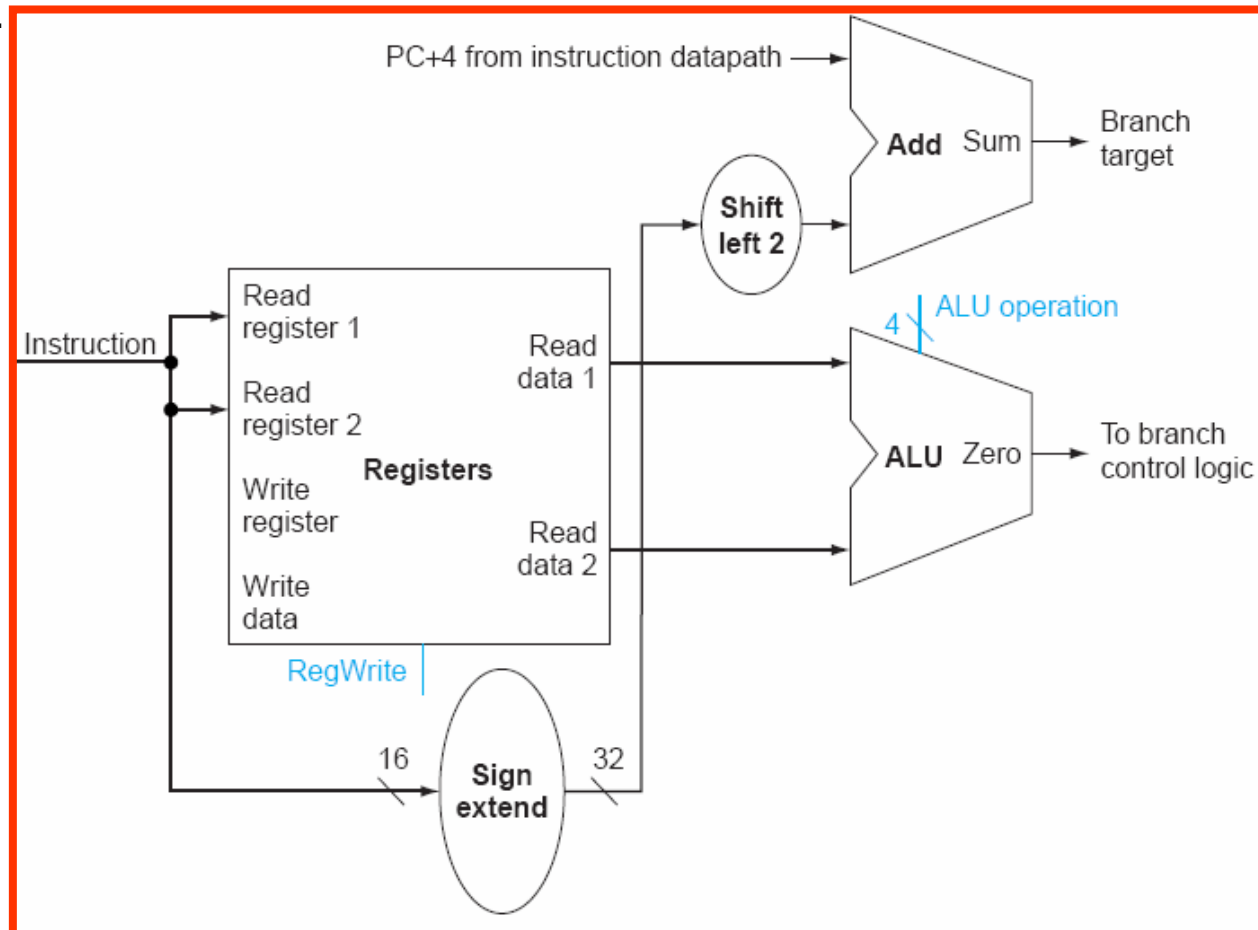 PC+4 from instruction datapath
Add
Sum
Branch
target
Shift
left 2
ALU operation
4
Instruction
Read
register 1
Read
register 2
Write
register
Write
data
Registers
Read
data 1
Read
data 2
RegWrite
ALU
Zero
To branch
control logic
16
Sign
extend
32